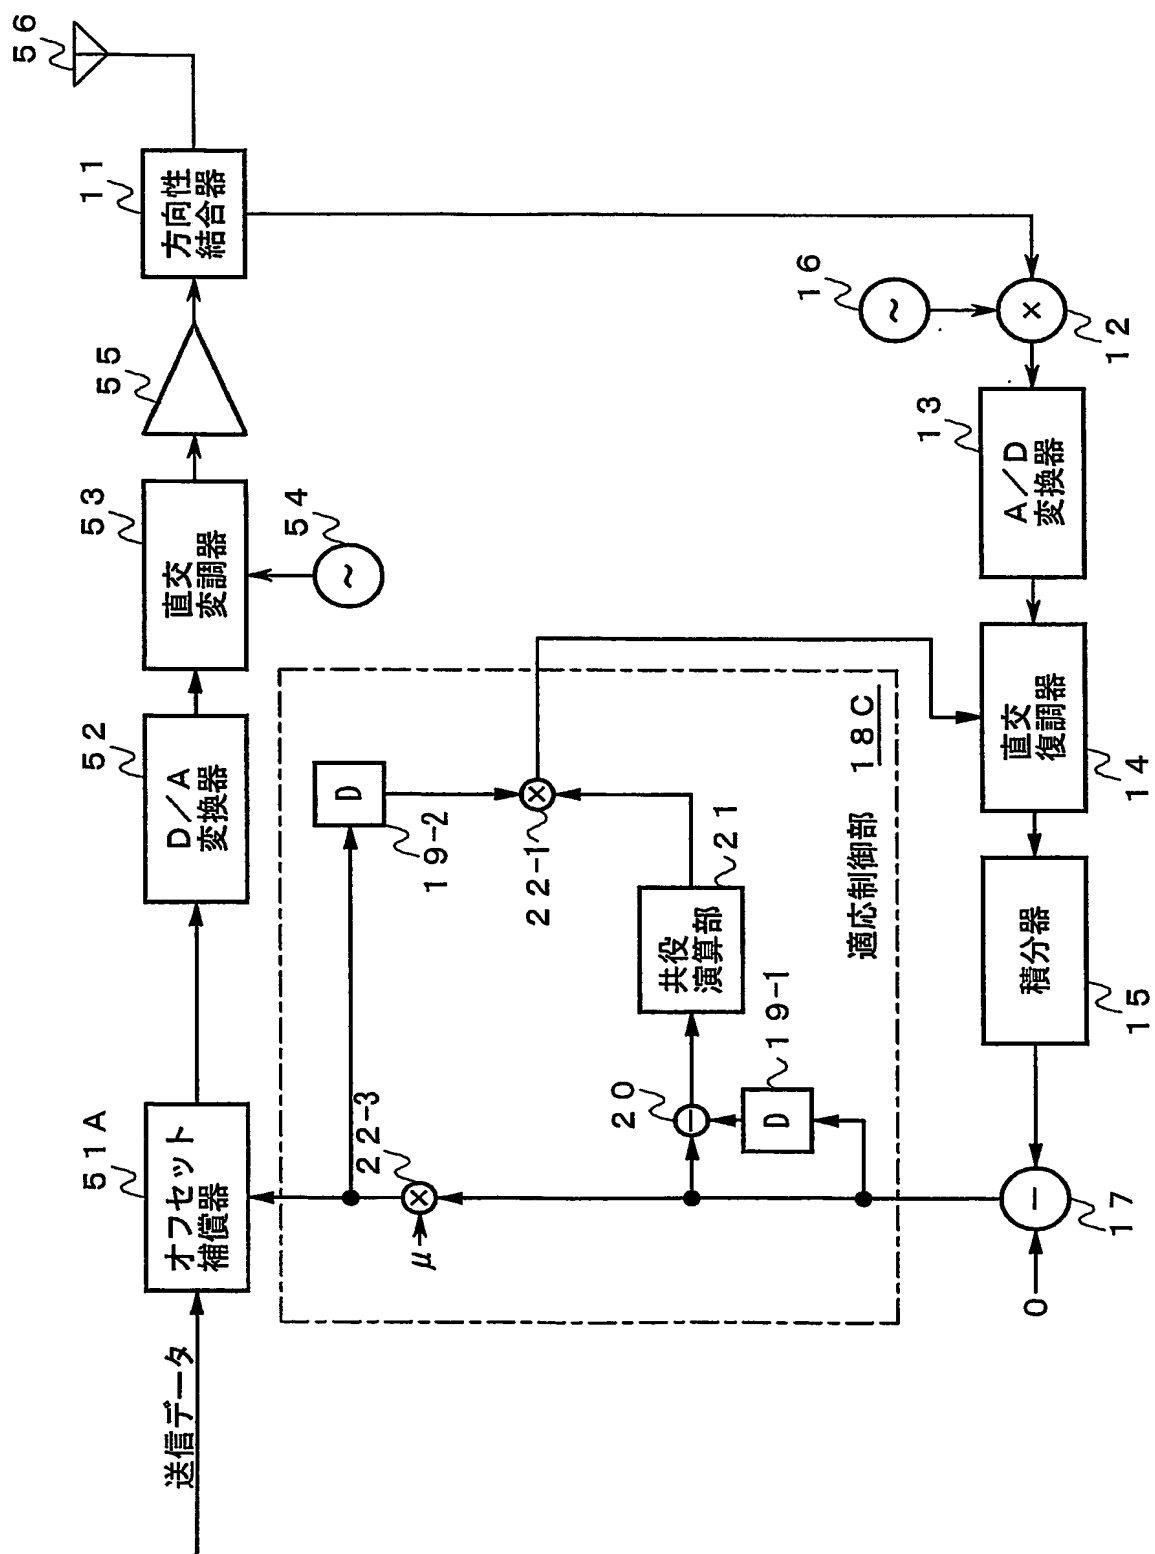 送信データ
51A
オフセット
補償器
52
D/A
変換器
53
直交
変調器
54
~
55
11
方向性
結合器
56
μ
22-3
D
19-2
22-1
20
D
19-1
共役
演算部
21
適応制御部
18C
16
~
12
13
A/D
変換器
直交
復調器
14
積分器
15
17
0